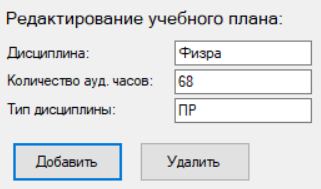 Редактирование учебного плана:
Дисциплина: Физра
Количество ауд. часов: 68
Тип дисциплины: ПР
Добавить Удалить